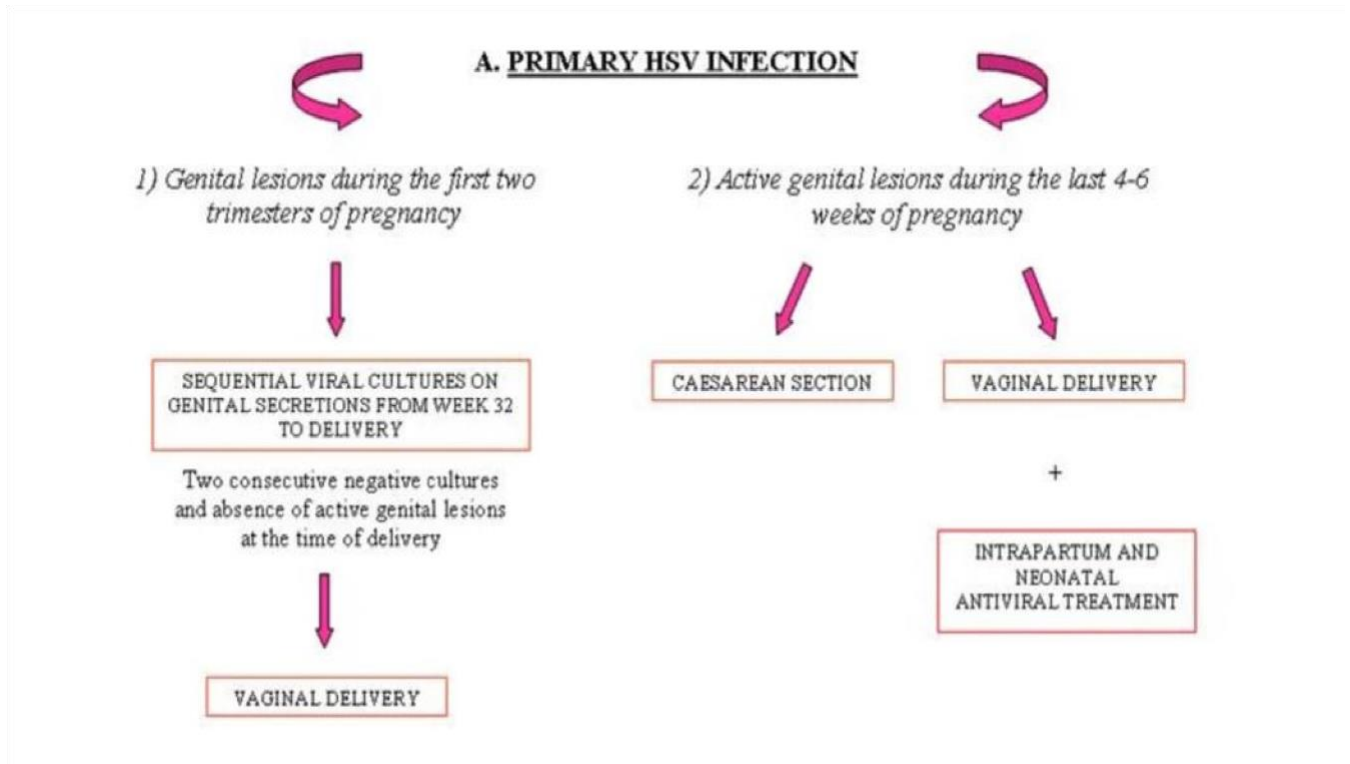 A. PRIMARY HSV INFECTION
1) Genital lesions during the first two
trimesters of pregnancy
SEQUENTIAL VIRAL CULTURES ON
GENITAL SECRETIONS FROM WEEK 32
TO DELIVERY
Two consecutive negative cultures
and absence of active genital lesions
at the time of delivery
VAGINAL DELIVERY
2) Active genital lesions during the last 4-6
weeks of pregnancy
CAESAREAN SECTION
VAGINAL DELIVERY
+
INTRAPARTUM AND
NEONATAL
ANTIVIRAL TREATMENT